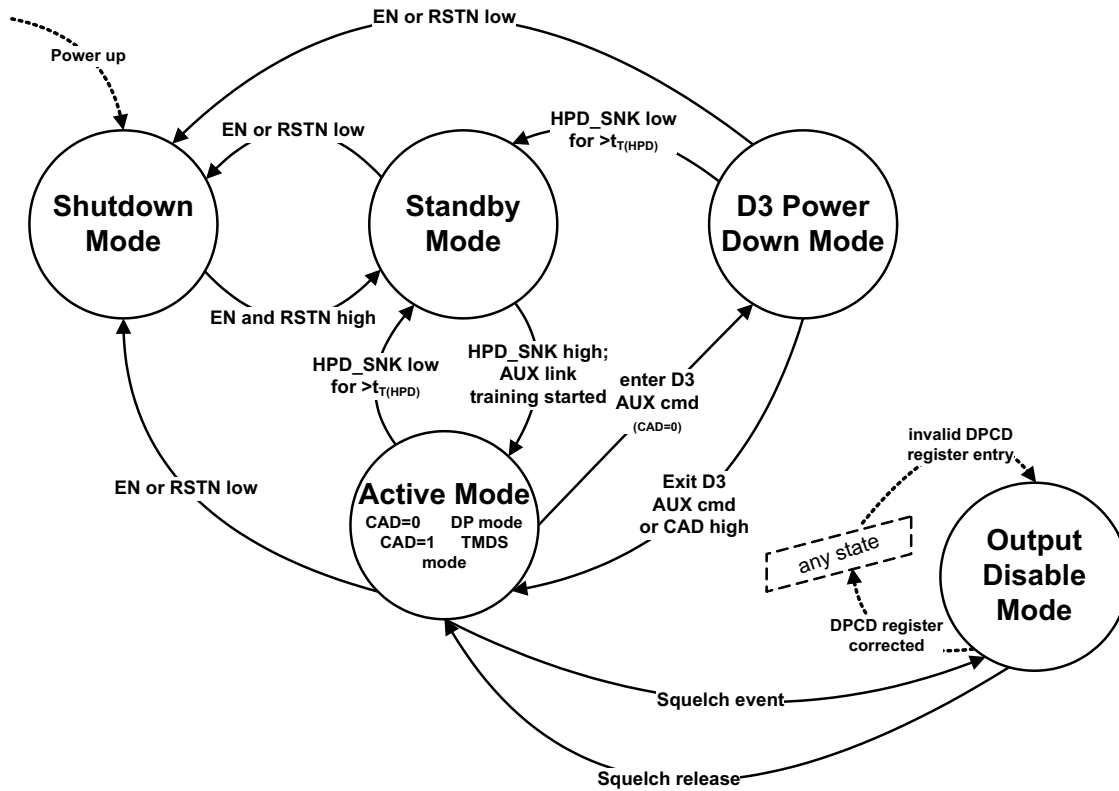 EN or RSTN low
Power up
EN or RSTN low
HPD_SNK low
for >tT(HPD)
Shutdown
Mode
Standby
Mode
D3 Power
Down Mode
EN and RSTN high
HPD_SNK low
for >tT(HPD)
HPD_SNK high;
AUX link
training started
enter D3
AUX cmd
(CAD=0)
invalid DPCD
register entry
EN or RSTN low
Active Mode
CAD=0 DP mode
CAD=1 TMDS
mode
Exit D3
AUX cmd
or CAD high
any state
Output
Disable
Mode
DPCD register
corrected
Squelch event
Squelch release